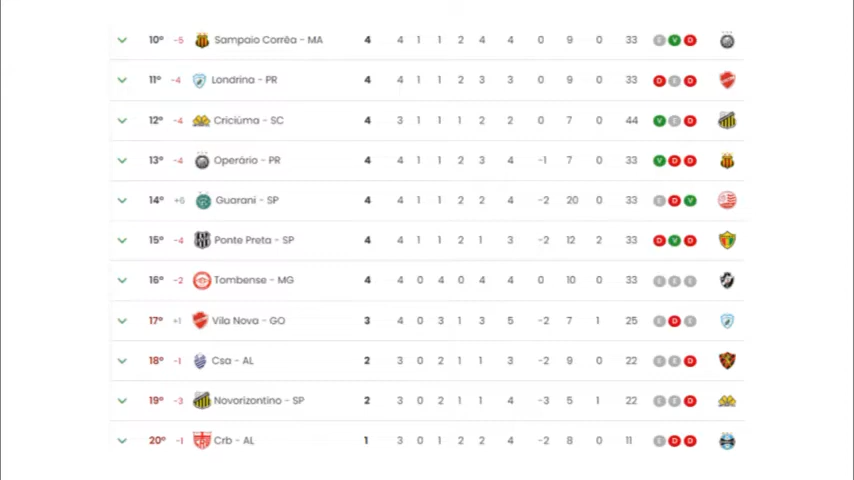 10º -5 Sampaio Corrêa - MA 4 4 1 1 2 4 4 0 9 0 33 E V D
11º -4 Londrina - PR 4 4 1 1 2 3 3 0 9 0 33 D E D
12º -4 Criciúma - SC 4 3 1 1 1 2 2 0 7 0 44 V E D
13º -4 Operário - PR 4 4 1 1 2 3 4 -1 7 0 33 V D D
14º +6 Guarani - SP 4 4 1 1 2 2 4 -2 20 0 33 E D V
15º -4 Ponte Preta - SP 4 4 1 1 2 1 3 -2 12 2 33 D V D
16º -2 Tombense - MG 4 4 0 4 0 4 4 0 10 0 33 E E E
17º +1 Vila Nova - GO 3 4 0 3 1 3 5 -2 7 1 25 E D E
18º -1 Csa - AL 2 3 0 2 1 1 3 -2 9 0 22 E E D
19º -3 Novorizontino - SP 2 3 0 2 1 1 4 -3 5 1 22 E E D
20º -1 Crb - AL 1 3 0 1 2 2 4 -2 8 0 11 E D D